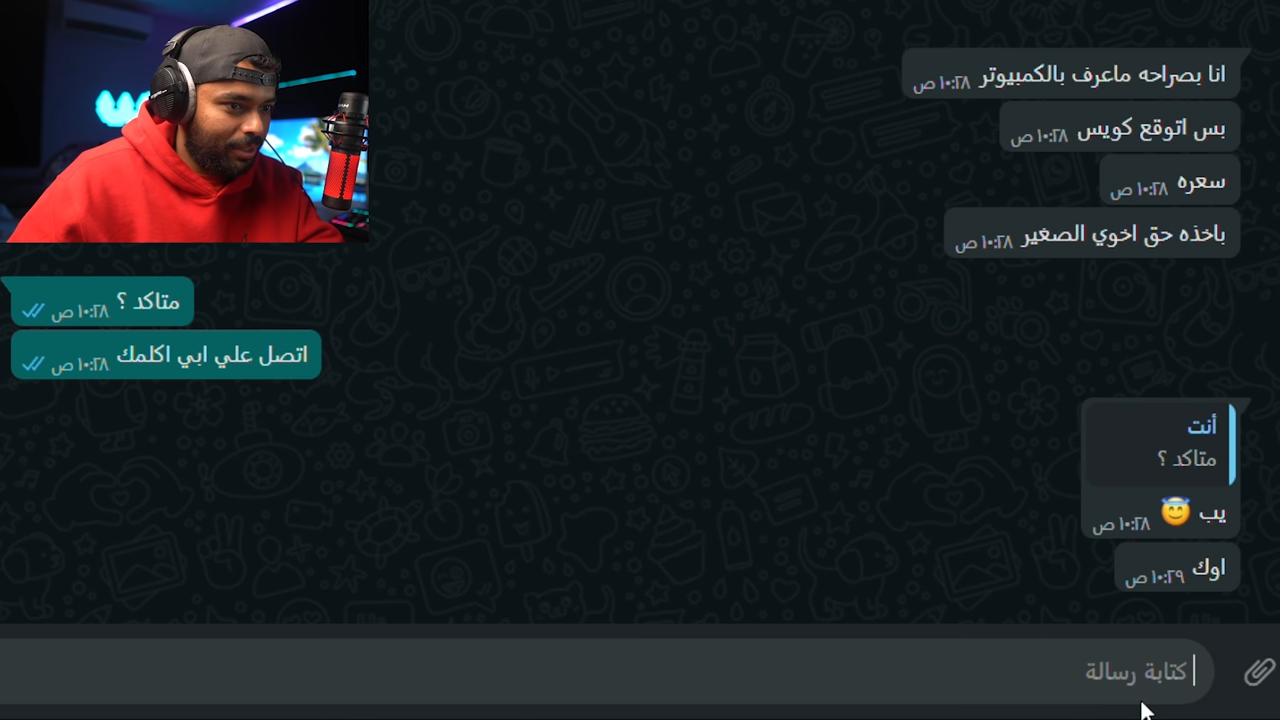 انا بصراحه ماعرف بالكمبيوتر ١٠:٢٨ ص
بس اتوقع كويس ١٠:٢٨ ص
سعره ١٠:٢٨ ص
باخذه حق اخوي الصغير ١٠:٢٨ ص
متاكد ؟ ١٠:٢٨ ص
اتصل علي ابي اكلمك ١٠:٢٨ ص
أنت
متاكد ؟
يب 😇 ١٠:٢٨ ص
اوك ١٠:٢٩ ص
كتابة رسالة